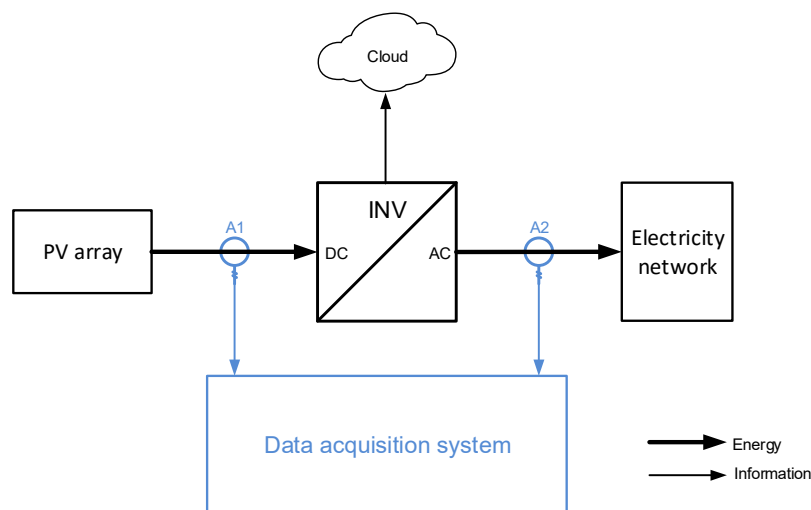 Cloud
INV
A1
A2
PV array
DC
AC
Electricity
network
Data acquisition system
Energy
Information